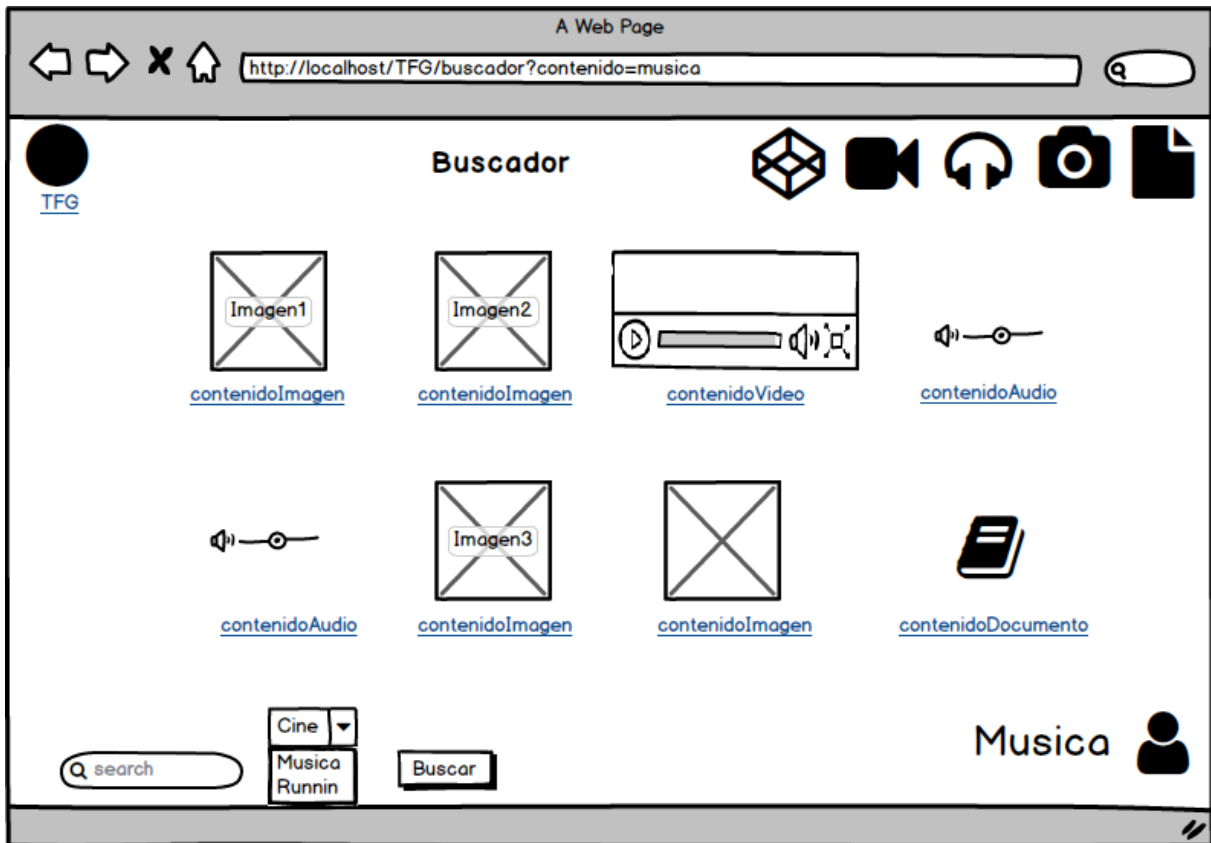 A Web Page
http://localhost/TFG/buscador?contenido=musica
Buscador
TFG
Imagen1
Imagen2
contenidoImagen
contenidoImagen
contenidoVideo
contenidoAudio
Imagen3
contenidoAudio
contenidoImagen
contenidoImagen
contenidoDocumento
search
Cine
Musica
Runnin
Buscar
Musica